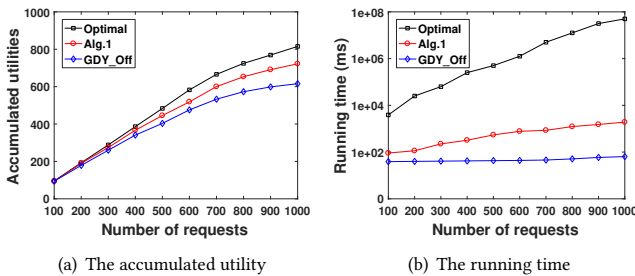 Optimal
Alg.1
GDY_Off
1000
800
600
400
200
0
100 200 300 400 500 600 700 800 900 1000
Accumulated utilities
Number of requests
(a) The accumulated utility
Optimal
Alg.1
GDY_Off
1e+08
1e+06
1e+04
1e+02
0
100 200 300 400 500 600 700 800 900 1000
Running time (ms)
Number of requests
(b) The running time